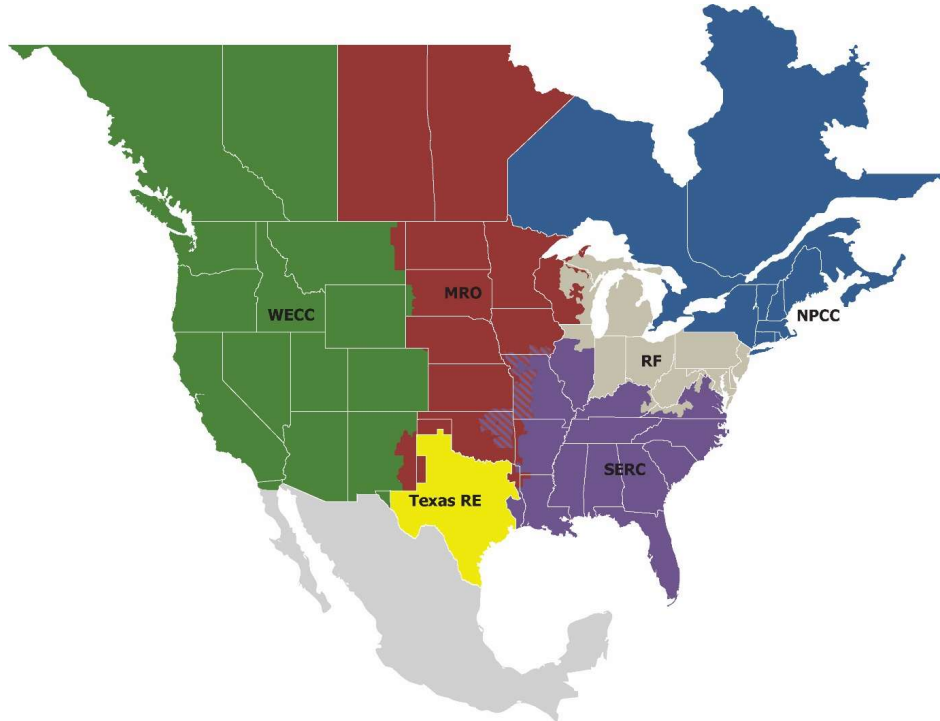 MRO
WECC
NPCC
RF
SERC
Texas RE